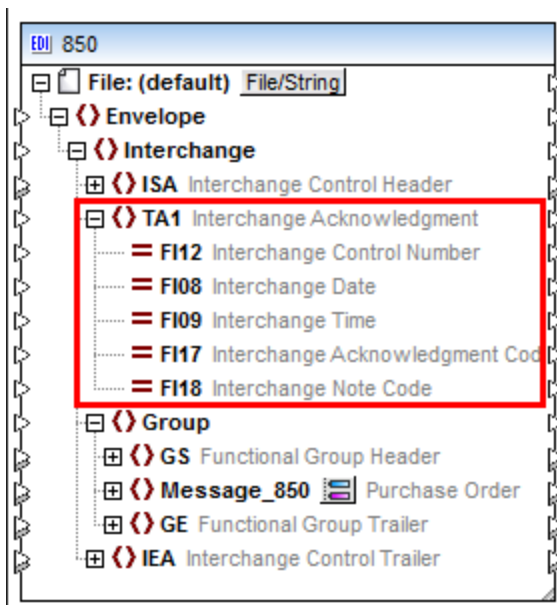 EDI 850
File: (default) File/String
Envelope
Interchange
ISA Interchange Control Header
TA1 Interchange Acknowledgment
FI12 Interchange Control Number
FI08 Interchange Date
FI09 Interchange Time
FI17 Interchange Acknowledgment Cod
FI18 Interchange Note Code
Group
GS Functional Group Header
Message_850 Purchase Order
GE Functional Group Trailer
IEA Interchange Control Trailer